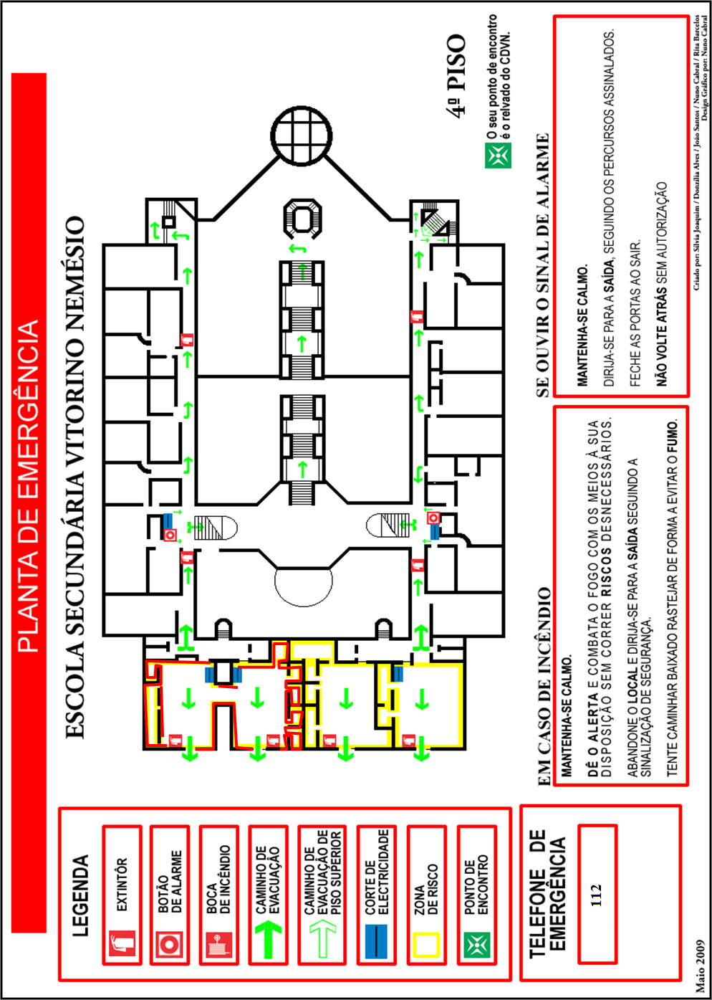 PLANTA DE EMERGÊNCIA
ESCOLA SECUNDÁRIA VITORINO NEMÉSIO
4º PISO
O seu ponto de encontro
é o relvado do CDVN.
LEGENDA
EXTINTÔR
BOTÃO
DE ALARME
BOCA
DE INCÊNDIO
CAMINHO DE
EVACUAÇÃO
CAMINHO DE
EVACUAÇÃO DE
PISO SUPERIOR
CORTE DE
ELECTRICIDADE
ZONA
DE RISCO
PONTO DE
ENCONTRO
TELEFONE DE
EMERGÊNCIA
112
EM CASO DE INCÊNDIO
MANTENHA-SE CALMO.
DÊ O ALERTA E COMBATA O FOGO COM OS MEIOS À SUA
DISPOSIÇÃO SEM CORRER RISCOS DESNECESSÁRIOS.
ABANDONE O LOCAL E DIRIJA-SE PARA A SAÍDA SEGUINDO A
SINALIZAÇÃO DE SEGURANÇA.
TENTE CAMINHAR BAIXADO RASTEJAR DE FORMA A EVITAR O FUMO.
SE OUVIR O SINAL DE ALARME
MANTENHA-SE CALMO.
DIRIJA-SE PARA A SAÍDA, SEGUINDO OS PERCURSOS ASSINALADOS.
FECHE AS PORTAS AO SAIR.
NÃO VOLTE ATRÁS SEM AUTORIZAÇÃO
Maio 2009
Criado por: Sílvia Joaquim / Donzília Alves / João Santos / Nuno Cabral / Rita Barcelos
Design Gráfico por: Nuno Cabral